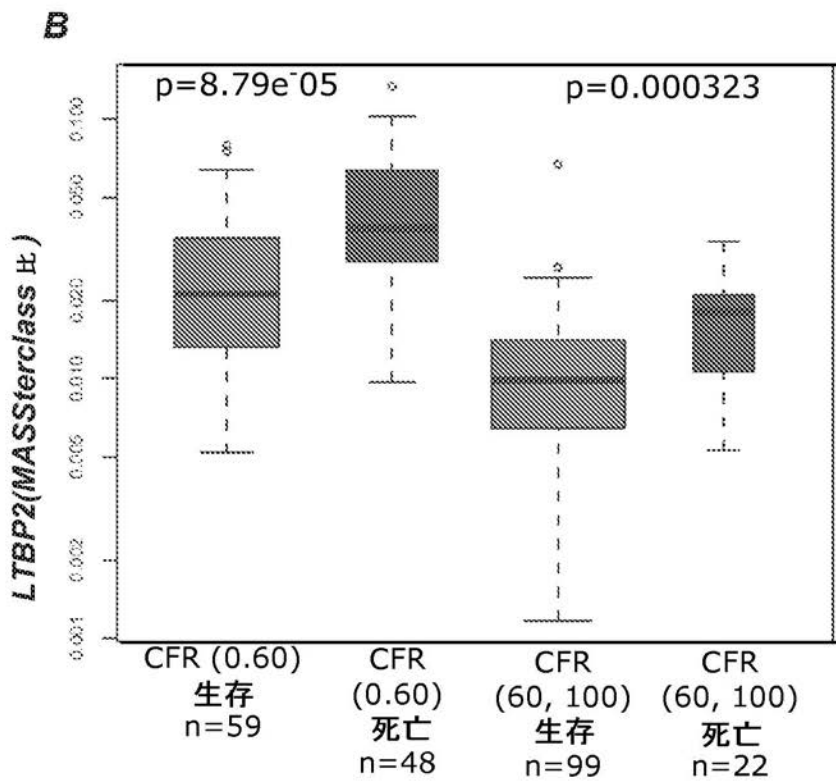 B
p=8.79e-05
p=0.000323
LTBP2(MASSterclass 比)
0.100
0.050
0.020
0.010
0.005
0.002
0.001
CFR (0.60)
生存
n=59
CFR
(0.60)
死亡
n=48
CFR
(60, 100)
生存
n=99
CFR
(60, 100)
死亡
n=22